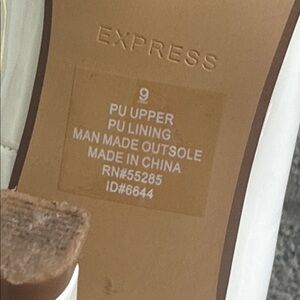 EXPRESS
9
PU UPPER
PU LINING
MAN MADE OUTSOLE
MADE IN CHINA
RN#55285
ID#6644